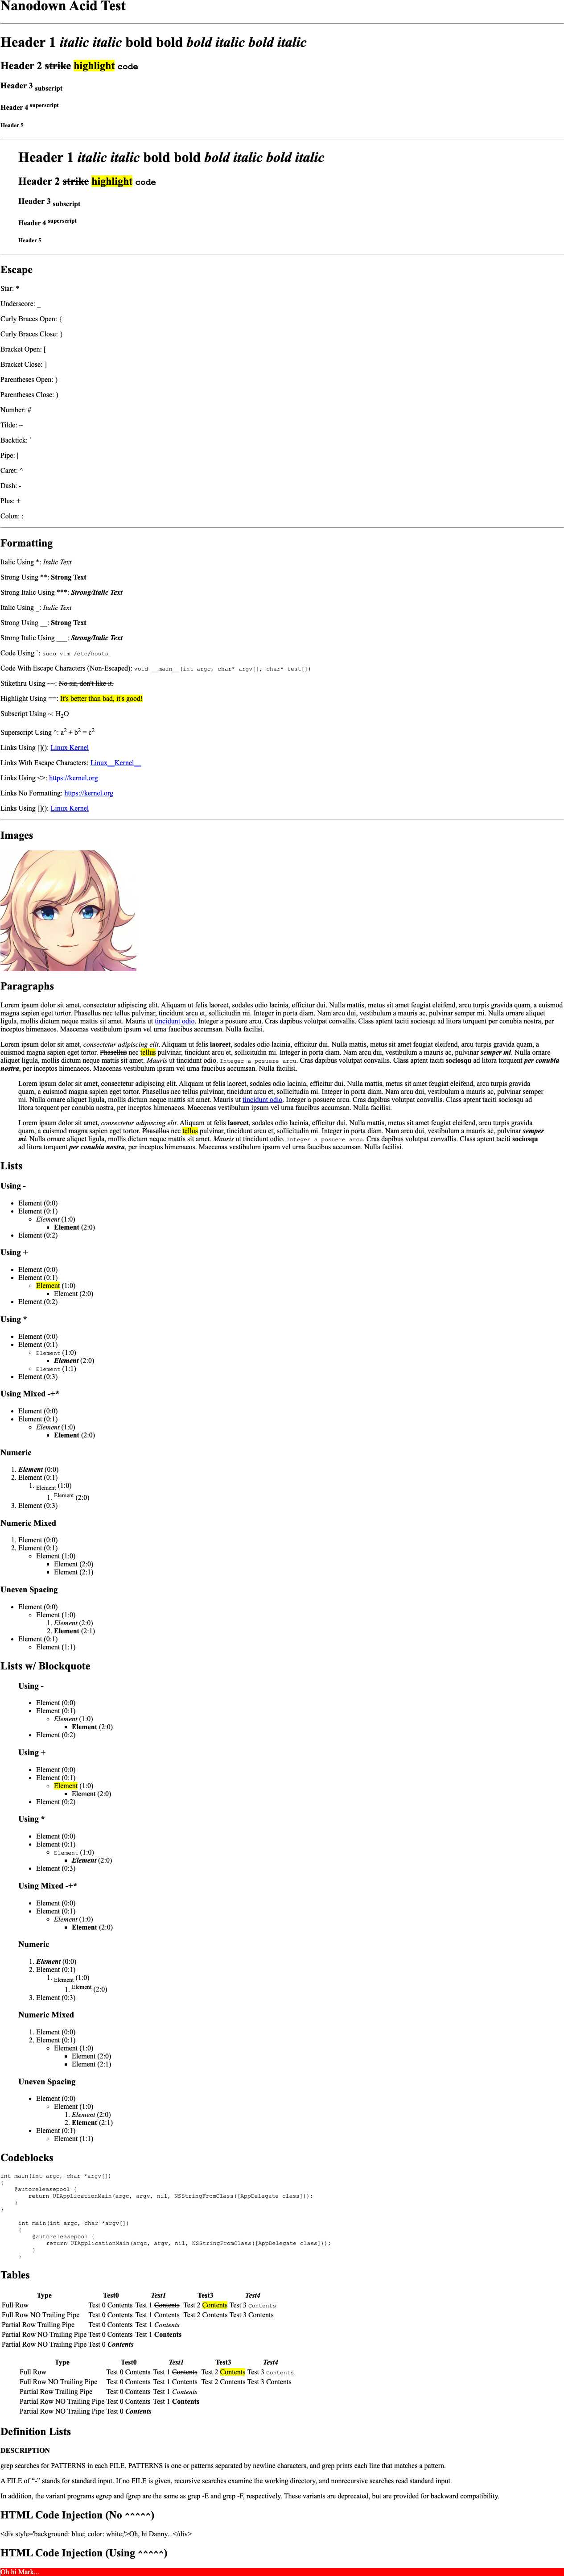 Nanodown Acid Test
Header 1 italic italic bold bold bold italic bold italic
Header 2 strike highlight code
Header 3 subscript
Header 4 superscript
Header 5
Header 1 italic italic bold bold bold italic bold italic
Header 2 strike highlight code
Header 3 subscript
Header 4 superscript
Header 5
Escape
Star: *
Underscore: _
Curly Braces Open: {
Curly Braces Close: }
Bracket Open: [
Bracket Close: ]
Parentheses Open: )
Parentheses Close: )
Number: #
Tilde: ~
Backtick: `
Pipe: |
Caret: ^
Dash: -
Plus: +
Colon: :
Formatting
Italic Using *: Italic Text
Strong Using **: Strong Text
Strong Italic Using ***: Strong/Italic Text
Italic Using _: Italic Text
Strong Using __: Strong Text
Strong Italic Using ___: Strong/Italic Text
Code Using `: sudo vim /etc/hosts
Code With Escape Characters (Non-Escaped): void __main__(int argc, char* argv[], char* test[])
Stikethru Using ~~: No sir, don't like it.
Highlight Using ==: It's better than bad, it's good!
Subscript Using ~: H2O
Superscript Using ^: a2 + b2 = c2
Links Using [](): Linux Kernel
Links With Escape Characters: Linux__Kernel__
Links Using <>: https://kernel.org
Links No Formatting: https://kernel.org
Links Using [](): Linux Kernel
Images
Paragraphs
Lorem ipsum dolor sit amet, consectetur adipiscing elit. Aliquam ut felis laoreet, sodales odio lacinia, efficitur dui. Nulla mattis, metus sit amet feugiat eleifend, arcu turpis gravida quam, a euismod
magna sapien eget tortor. Phasellus nec tellus pulvinar, tincidunt arcu et, sollicitudin mi. Integer in porta diam. Nam arcu dui, vestibulum a mauris ac, pulvinar semper mi. Nulla ornare aliquet
ligula, mollis dictum neque mattis sit amet. Mauris ut tincidunt odio. Integer a posuere arcu. Cras dapibus volutpat convallis. Class aptent taciti sociosqu ad litora torquent per conubia nostra, per
inceptos himenaeos. Maecenas vestibulum ipsum vel urna faucibus accumsan. Nulla facilisi.
Lorem ipsum dolor sit amet, consectetur adipiscing elit. Aliquam ut felis laoreet, sodales odio lacinia, efficitur dui. Nulla mattis, metus sit amet feugiat eleifend, arcu turpis gravida quam, a
euismod magna sapien eget tortor. Phasellus nec tellus pulvinar, tincidunt arcu et, sollicitudin mi. Integer in porta diam. Nam arcu dui, vestibulum a mauris ac, pulvinar semper mi. Nulla ornare
aliquet ligula, mollis dictum neque mattis sit amet. Mauris ut tincidunt odio. Integer a posuere arcu. Cras dapibus volutpat convallis. Class aptent taciti sociosqu ad litora torquent per conubia
nostra, per inceptos himenaeos. Maecenas vestibulum ipsum vel urna faucibus accumsan. Nulla facilisi.
Lorem ipsum dolor sit amet, consectetur adipiscing elit. Aliquam ut felis laoreet, sodales odio lacinia, efficitur dui. Nulla mattis, metus sit amet feugiat eleifend, arcu turpis gravida
quam, a euismod magna sapien eget tortor. Phasellus nec tellus pulvinar, tincidunt arcu et, sollicitudin mi. Integer in porta diam. Nam arcu dui, vestibulum a mauris ac, pulvinar semper
mi. Nulla ornare aliquet ligula, mollis dictum neque mattis sit amet. Mauris ut tincidunt odio. Integer a posuere arcu. Cras dapibus volutpat convallis. Class aptent taciti sociosqu ad
litora torquent per conubia nostra, per inceptos himenaeos. Maecenas vestibulum ipsum vel urna faucibus accumsan. Nulla facilisi.
Lorem ipsum dolor sit amet, consectetur adipiscing elit. Aliquam ut felis laoreet, sodales odio lacinia, efficitur dui. Nulla mattis, metus sit amet feugiat eleifend, arcu turpis gravida
quam, a euismod magna sapien eget tortor. Phasellus nec tellus pulvinar, tincidunt arcu et, sollicitudin mi. Integer in porta diam. Nam arcu dui, vestibulum a mauris ac, pulvinar semper
mi. Nulla ornare aliquet ligula, mollis dictum neque mattis sit amet. Mauris ut tincidunt odio. Integer a posuere arcu. Cras dapibus volutpat convallis. Class aptent taciti sociosqu
ad litora torquent per conubia nostra, per inceptos himenaeos. Maecenas vestibulum ipsum vel urna faucibus accumsan. Nulla facilisi.
Lists
Using -
Element (0:0)
Element (0:1)
Element (1:0)
Element (2:0)
Element (0:2)
Using +
Element (0:0)
Element (0:1)
Element (1:0)
Element (2:0)
Element (0:2)
Using *
Element (0:0)
Element (0:1)
Element (1:0)
Element (2:0)
Element (1:1)
Element (0:3)
Using Mixed -+*
Element (0:0)
Element (0:1)
Element (1:0)
Element (2:0)
Numeric
1. Element (0:0)
2. Element (0:1)
1. Element (1:0)
1. Element (2:0)
3. Element (0:3)
Numeric Mixed
1. Element (0:0)
2. Element (0:1)
Element (1:0)
Element (2:0)
Element (2:1)
Uneven Spacing
Element (0:0)
Element (1:0)
1. Element (2:0)
2. Element (2:1)
Element (0:1)
Element (1:1)
Lists w/ Blockquote
Using -
Element (0:0)
Element (0:1)
Element (1:0)
Element (2:0)
Element (0:2)
Using +
Element (0:0)
Element (0:1)
Element (1:0)
Element (2:0)
Element (0:2)
Using *
Element (0:0)
Element (0:1)
Element (1:0)
Element (2:0)
Element (0:3)
Using Mixed -+*
Element (0:0)
Element (0:1)
Element (1:0)
Element (2:0)
Numeric
1. Element (0:0)
2. Element (0:1)
1. Element (1:0)
1. Element (2:0)
3. Element (0:3)
Numeric Mixed
1. Element (0:0)
2. Element (0:1)
Element (1:0)
Element (2:0)
Element (2:1)
Uneven Spacing
Element (0:0)
Element (1:0)
1. Element (2:0)
2. Element (2:1)
Element (0:1)
Element (1:1)
Codeblocks
int main(int argc, char *argv[])
{
@autoreleasepool {
return UIApplicationMain(argc, argv, nil, NSStringFromClass([AppDelegate class]));
}
}
int main(int argc, char *argv[])
{
@autoreleasepool {
return UIApplicationMain(argc, argv, nil, NSStringFromClass([AppDelegate class]));
}
}
Tables
Type Test0 Test1 Test3 Test4
Full Row Test 0 Contents Test 1 Contents Test 2 Contents Test 3 Contents
Full Row NO Trailing Pipe Test 0 Contents Test 1 Contents Test 2 Contents Test 3 Contents
Partial Row Trailing Pipe Test 0 Contents Test 1 Contents
Partial Row NO Trailing Pipe Test 0 Contents Test 1 Contents
Partial Row NO Trailing Pipe Test 0 Contents
Type Test0 Test1 Test3 Test4
Full Row Test 0 Contents Test 1 Contents Test 2 Contents Test 3 Contents
Full Row NO Trailing Pipe Test 0 Contents Test 1 Contents Test 2 Contents Test 3 Contents
Partial Row Trailing Pipe Test 0 Contents Test 1 Contents
Partial Row NO Trailing Pipe Test 0 Contents Test 1 Contents
Partial Row NO Trailing Pipe Test 0 Contents
Definition Lists
DESCRIPTION
grep searches for PATTERNS in each FILE. PATTERNS is one or patterns separated by newline characters, and grep prints each line that matches a pattern.
A FILE of “-” stands for standard input. If no FILE is given, recursive searches examine the working directory, and nonrecursive searches read standard input.
In addition, the variant programs egrep and fgrep are the same as grep -E and grep -F, respectively. These variants are deprecated, but are provided for backward compatibility.
HTML Code Injection (No ^^^^^)
<div style='background: blue; color: white;'>Oh, hi Danny...</div>
HTML Code Injection (Using ^^^^^)
Oh hi Mark...